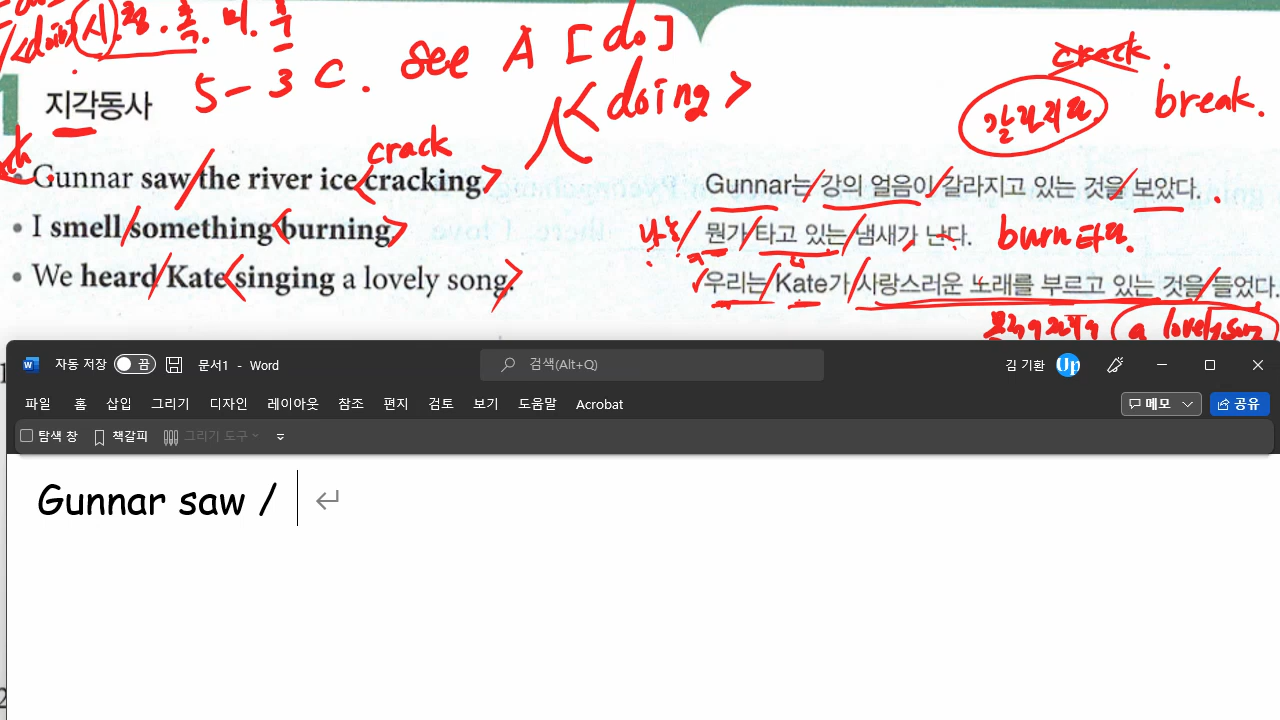 5-3 C. see A [do]
<doing>
crack.
갈라지다. break.
1 지각동사
crack
• Gunnar saw / the river ice <cracking>
Gunnar는 / 강의 얼음이 / 갈라지고 있는 것을 / 보았다.
• I smell / something <burning>
나는 / 뭔가 / 타고 있는 / 냄새가 난다. burn 타다.
• We heard / Kate <singing a lovely song.>
우리는 / Kate가 / 사랑스러운 노래를 부르고 있는 것을 / 들었다.
a lovely song
자동 저장 끔 문서1 - Word 검색(Alt+Q) 김 기환
파일 홈 삽입 그리기 디자인 레이아웃 참조 편지 검토 보기 도움말 Acrobat 메모 공유
탐색 창 책갈피 그리기 도구
Gunnar saw /